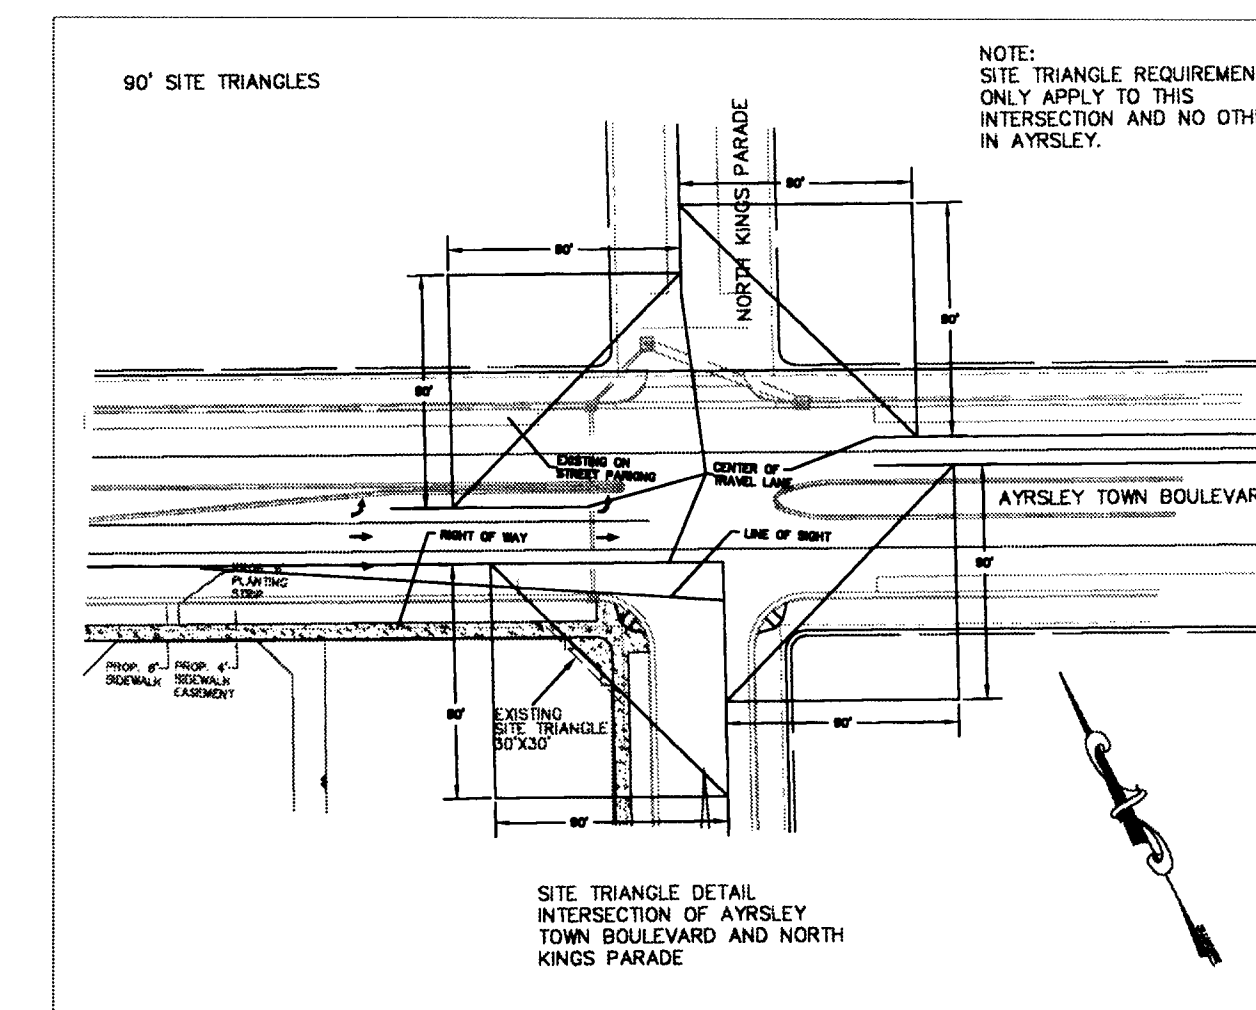 90' SITE TRIANGLES
NOTE:
SITE TRIANGLE REQUIREMEN
ONLY APPLY TO THIS
INTERSECTION AND NO OTH
IN AYRSLEY.
NORTH KINGS PARADE
90'
90'
90'
90'
EXISTING ON
STREET PARKING
CENTER OF
TRAVEL LANE
AYRSLEY TOWN BOULEVAR
RIGHT OF WAY
LINE OF SIGHT
90'
PLANTING
STRIP
PROP. 6'
SIDEWALK
PROP. 4'
SIDEWALK
EASEMENT
90'
EXISTING
SITE TRIANGLE
30'X30'
90'
90'
SITE TRIANGLE DETAIL
INTERSECTION OF AYRSLEY
TOWN BOULEVARD AND NORTH
KINGS PARADE